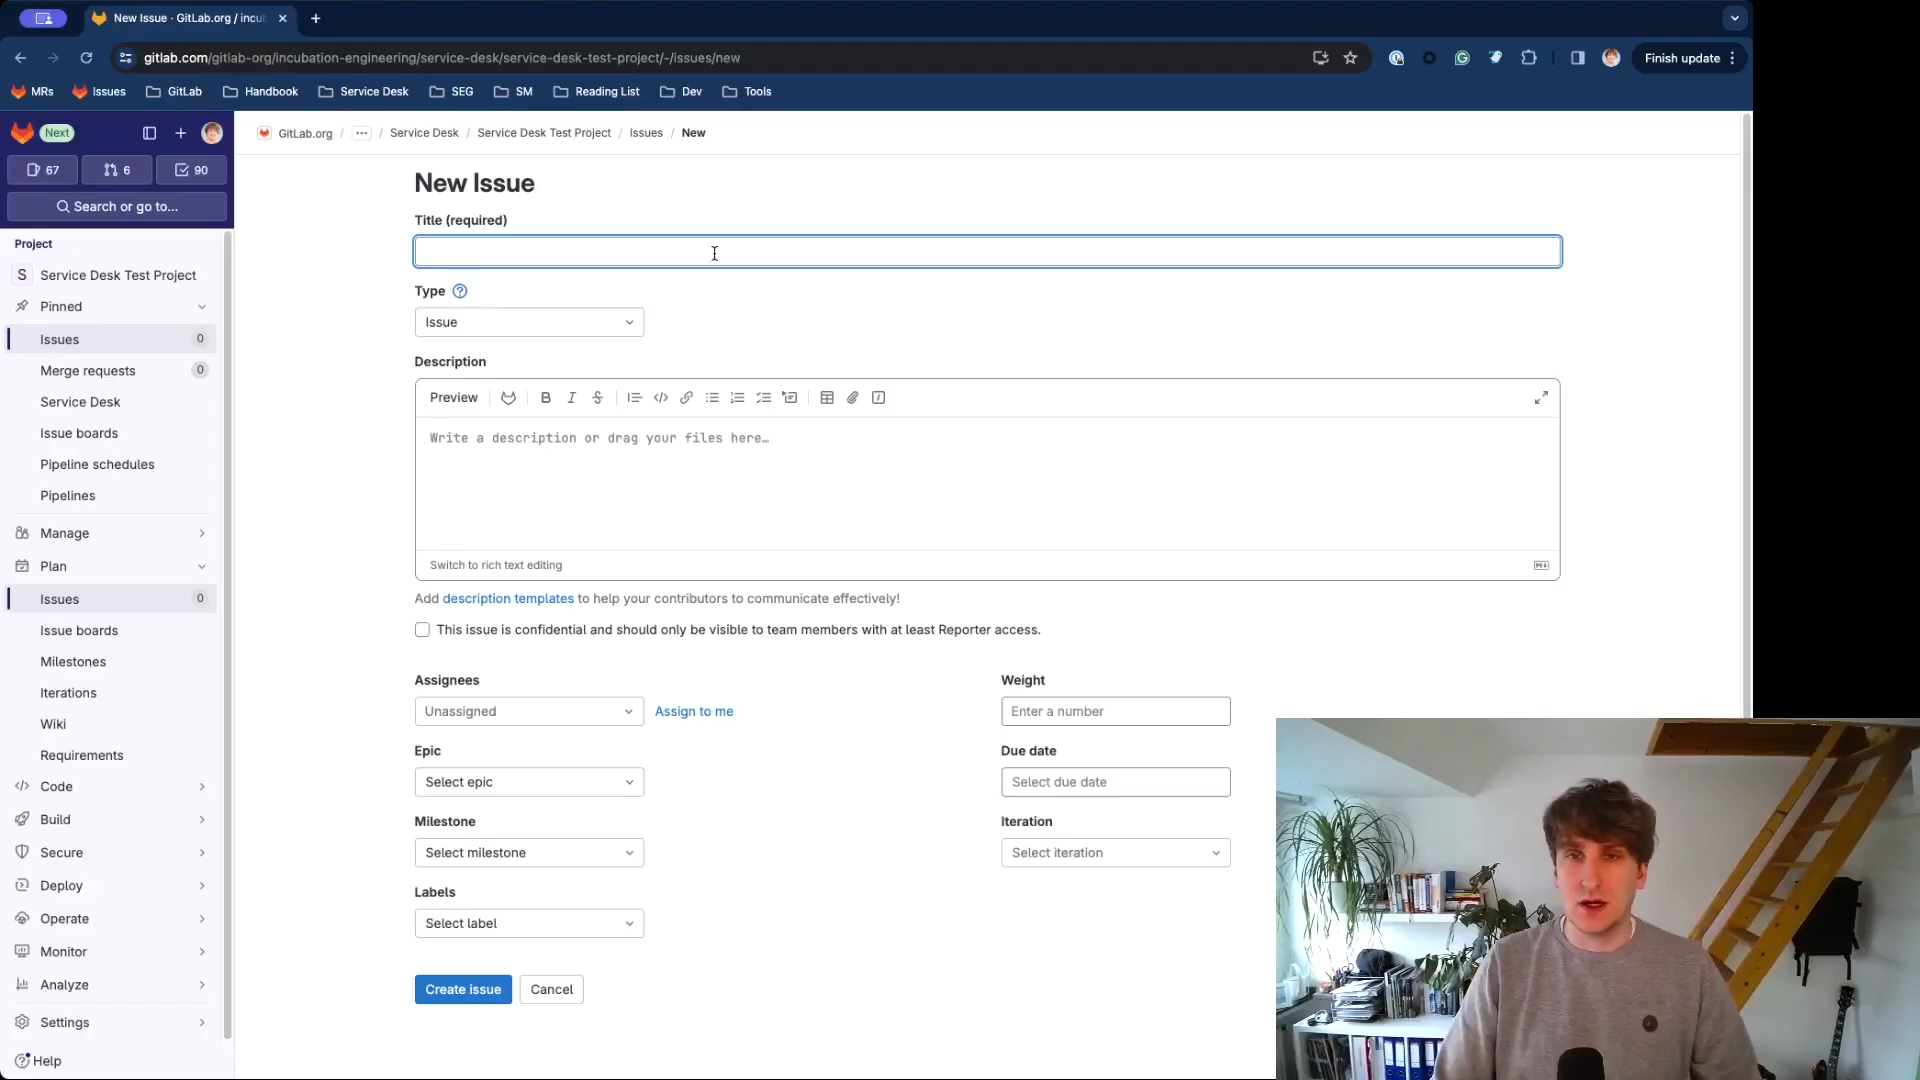 New Issue · GitLab.org / incu
gitlab.com/gitlab-org/incubation-engineering/service-desk/service-desk-test-project/-/issues/new
Finish update
MRs
Issues
GitLab
Handbook
Service Desk
SEG
SM
Reading List
Dev
Tools
Next
GitLab.org / ··· / Service Desk / Service Desk Test Project / Issues / New
67
6
90
Search or go to...
Project
S Service Desk Test Project
Pinned
Issues 0
Merge requests 0
Service Desk
Issue boards
Pipeline schedules
Pipelines
Manage
Plan
Issues 0
Issue boards
Milestones
Iterations
Wiki
Requirements
Code
Build
Secure
Deploy
Operate
Monitor
Analyze
Settings
Help
New Issue
Title (required)
Type ?
Issue
Description
Preview
Write a description or drag your files here…
Switch to rich text editing
Add description templates to help your contributors to communicate effectively!
This issue is confidential and should only be visible to team members with at least Reporter access.
Assignees
Unassigned
Assign to me
Epic
Select epic
Milestone
Select milestone
Labels
Select label
Weight
Enter a number
Due date
Select due date
Iteration
Select iteration
Create issue
Cancel